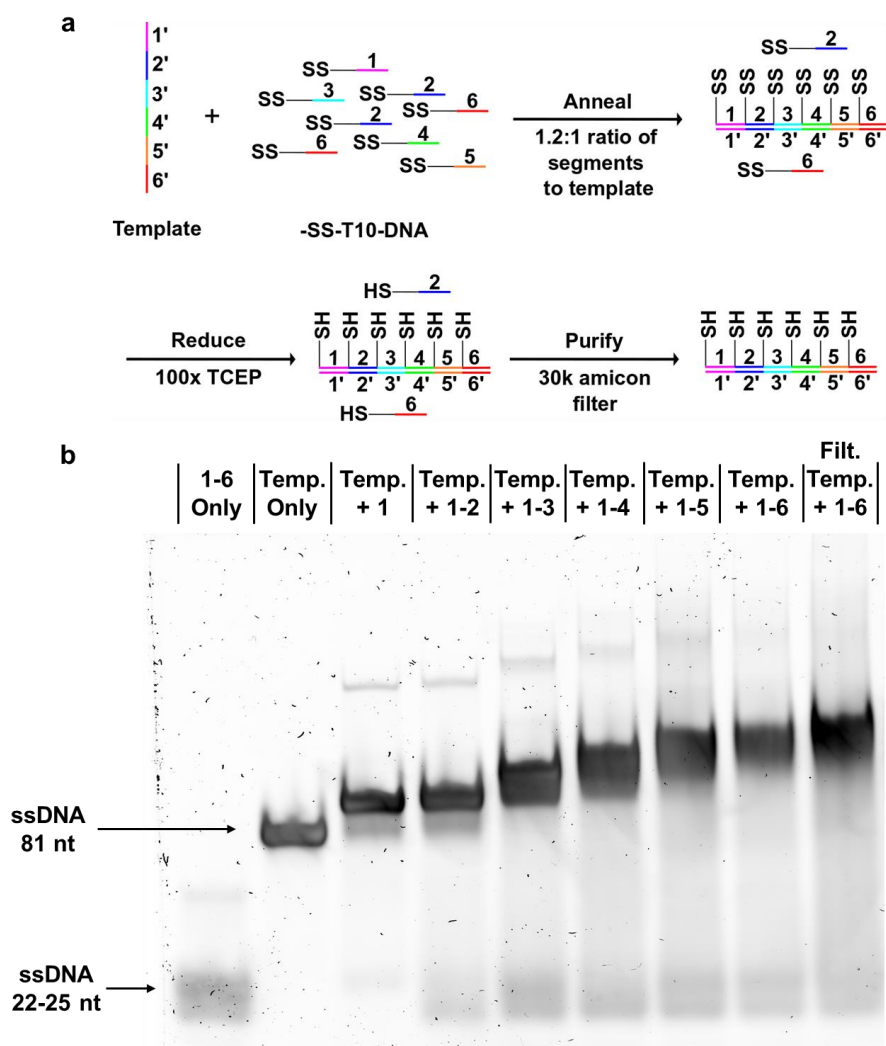 a
1'
2'
3'
4'
5'
6'
Template
+
SS 1
SS 3
SS 2
SS 6
SS 2
SS 4
SS 6
SS 5
-SS-T10-DNA
Anneal
1.2:1 ratio of
segments
to template
SS 2
SS SS SS SS SS SS
1 2 3 4 5 6
1' 2' 3' 4' 5' 6'
SS 6
Reduce
100x TCEP
HS 2
SH SH SH SH SH SH
1 2 3 4 5 6
1' 2' 3' 4' 5' 6'
HS 6
Purify
30k amicon
filter
SH SH SH SH SH SH
1 2 3 4 5 6
1' 2' 3' 4' 5' 6'
b
1-6
Only
Temp.
Only
Temp.
+ 1
Temp.
+ 1-2
Temp.
+ 1-3
Temp.
+ 1-4
Temp.
+ 1-5
Temp.
+ 1-6
Filt.
Temp.
+ 1-6
ssDNA
81 nt
ssDNA
22-25 nt